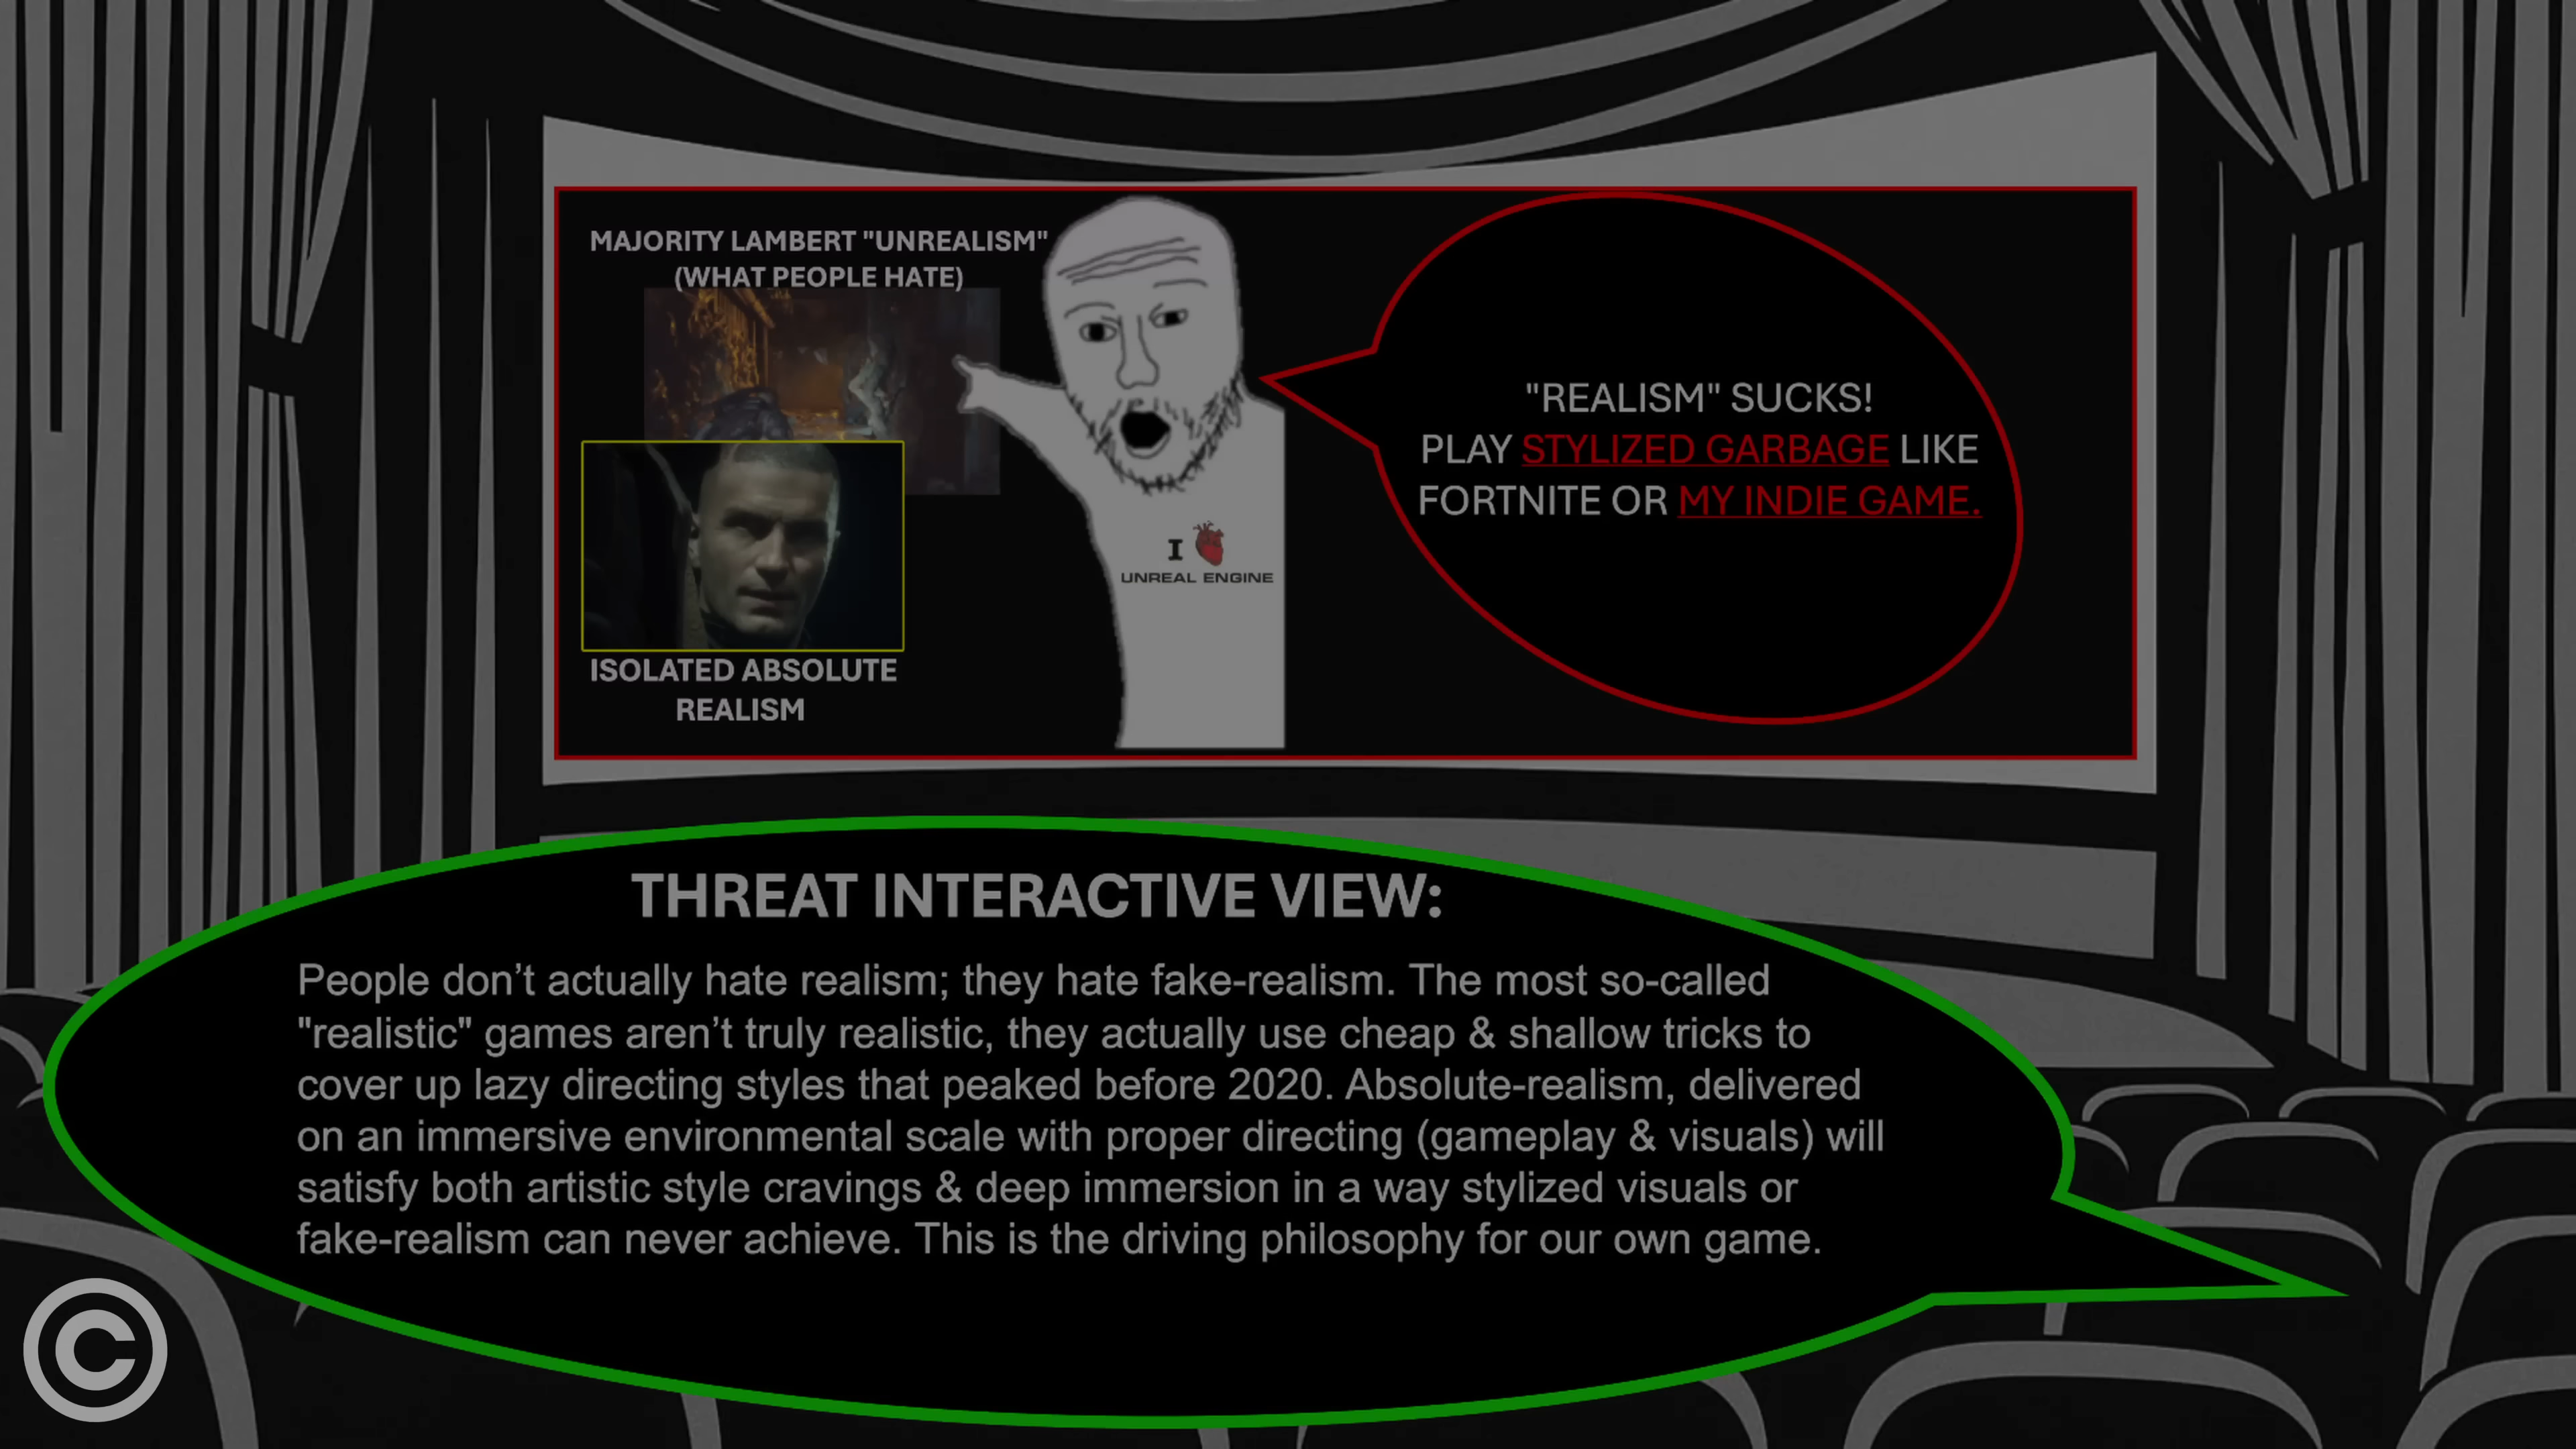 MAJORITY LAMBERT "UNREALISM"
(WHAT PEOPLE HATE)
ISOLATED ABSOLUTE
REALISM
I
UNREAL ENGINE
"REALISM" SUCKS!
PLAY STYLIZED GARBAGE LIKE
FORTNITE OR MY INDIE GAME.
THREAT INTERACTIVE VIEW:
People don’t actually hate realism; they hate fake-realism. The most so-called
"realistic" games aren’t truly realistic, they actually use cheap & shallow tricks to
cover up lazy directing styles that peaked before 2020. Absolute-realism, delivered
on an immersive environmental scale with proper directing (gameplay & visuals) will
satisfy both artistic style cravings & deep immersion in a way stylized visuals or
fake-realism can never achieve. This is the driving philosophy for our own game.
©